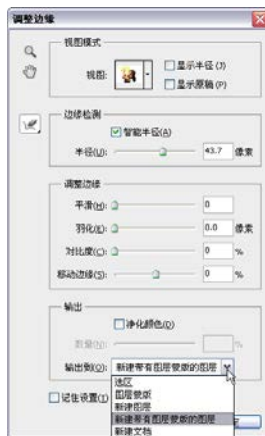 调整边缘
视图模式
视图:
显示半径(J)
显示原稿(P)
边缘检测
智能半径(A)
半径(U): 43.7 像素
调整边缘
平滑(H): 0
羽化(E): 0.0 像素
对比度(C): 0 %
移动边缘(S): 0 %
输出
净化颜色(D)
数量(N): %
输出到(O): 新建带有图层蒙版的图层
选区
图层蒙版
新建图层
新建带有图层蒙版的图层
新建文档
记住设置(T)